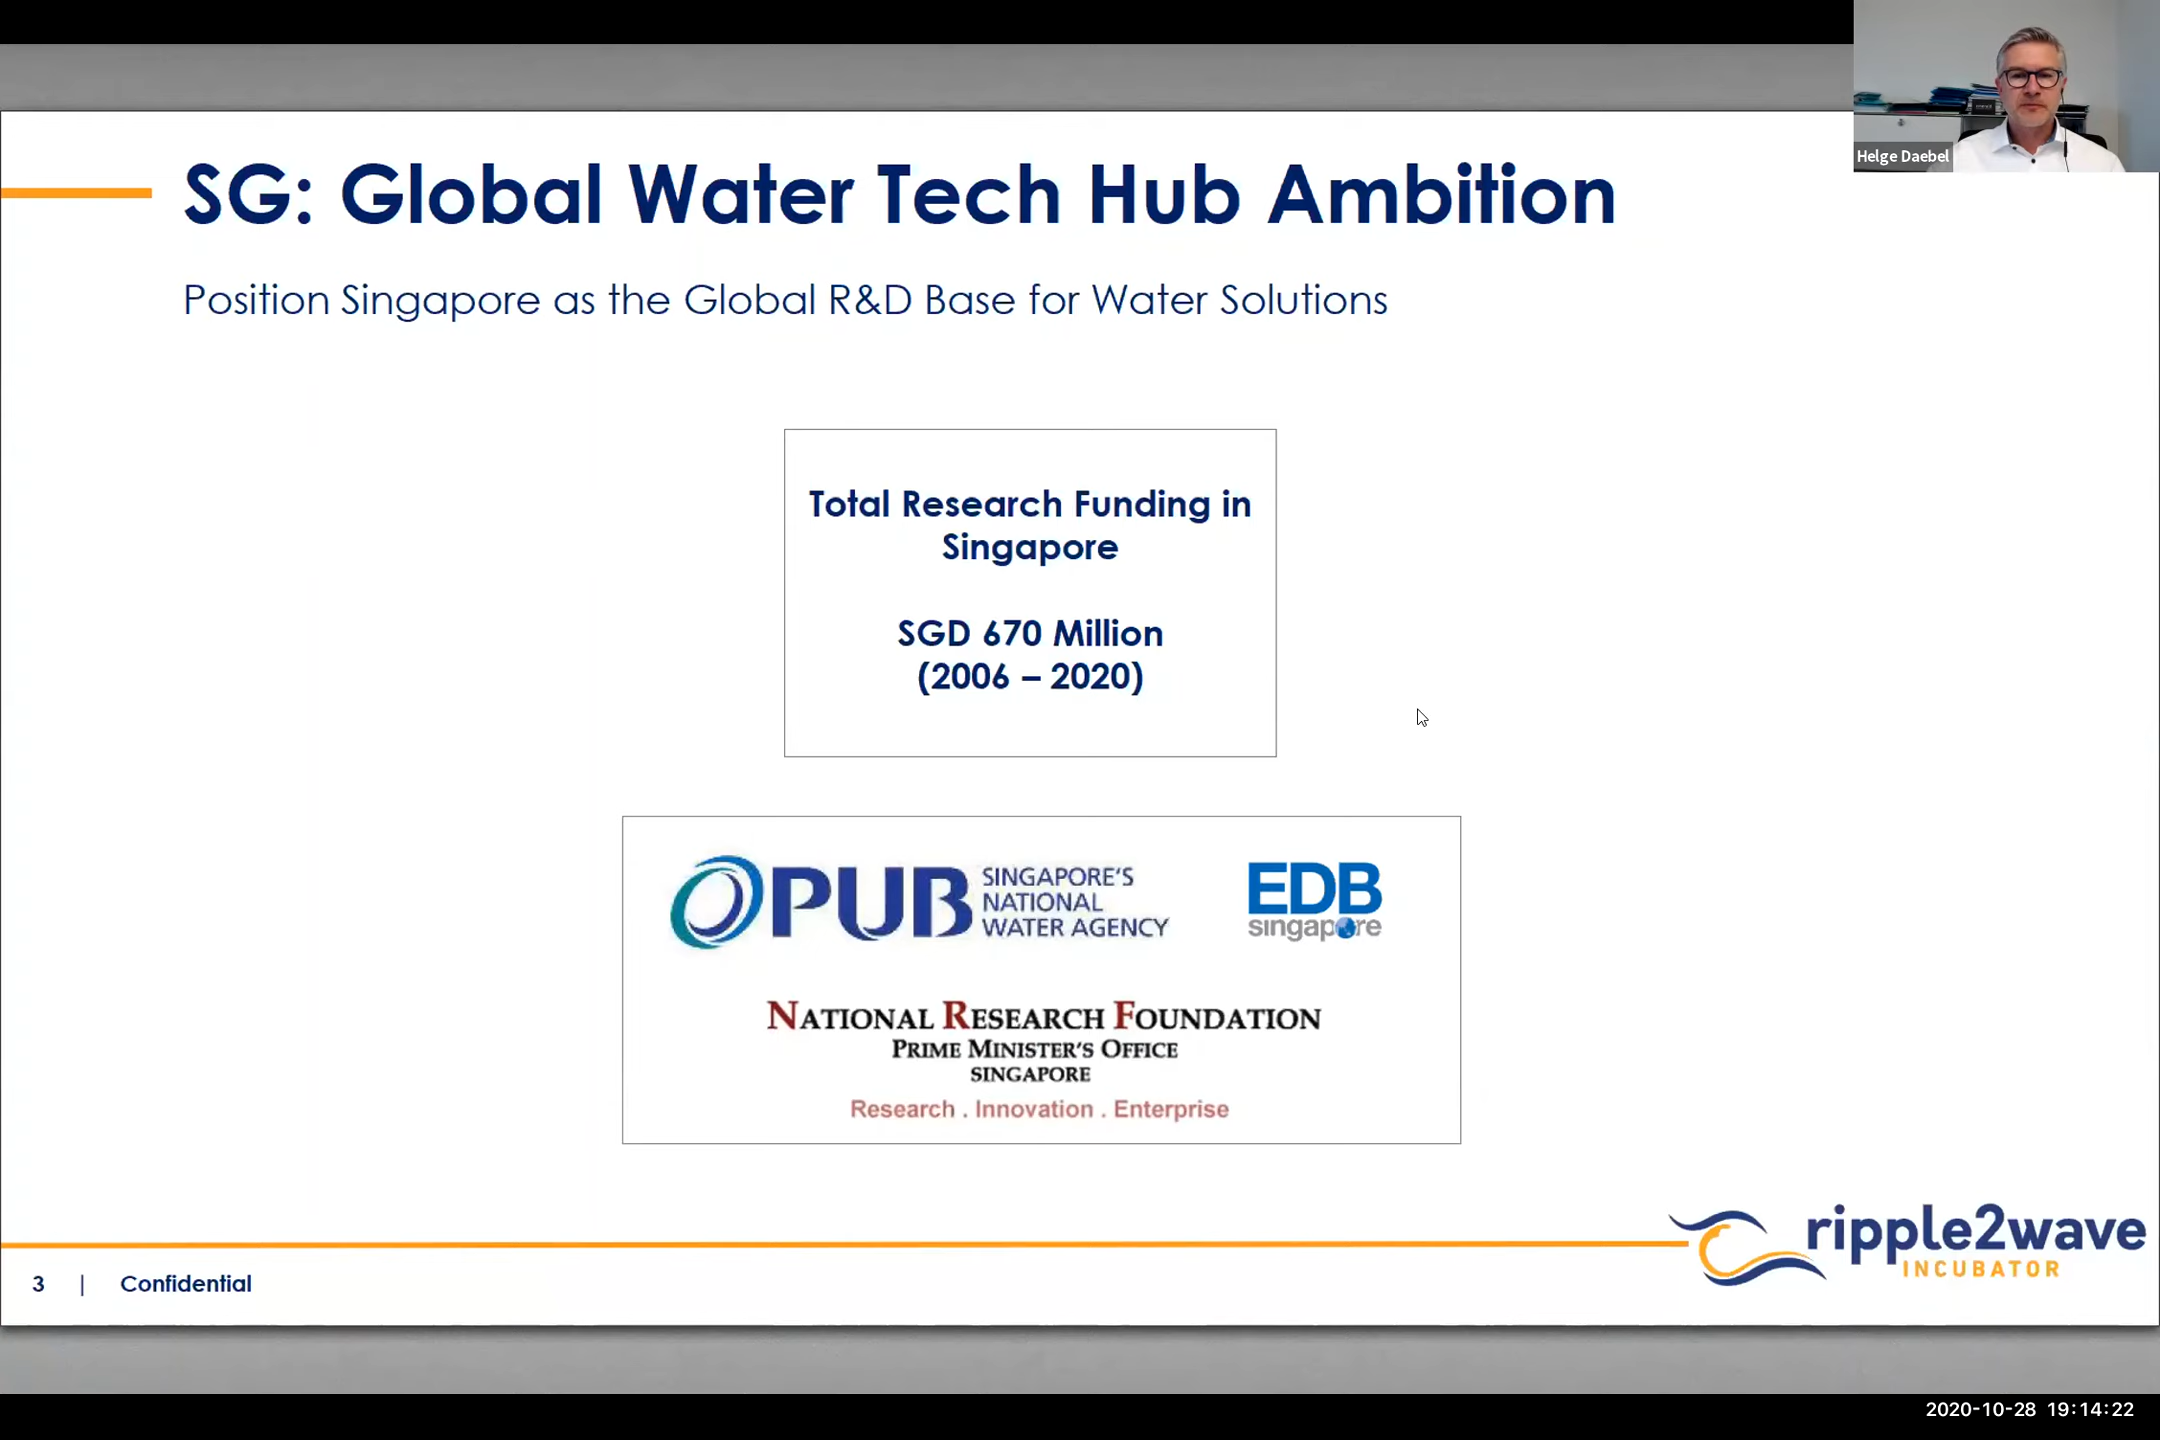 Helge Daebel
SG: Global Water Tech Hub Ambition
Position Singapore as the Global R&D Base for Water Solutions
Total Research Funding in
Singapore
SGD 670 Million
(2006 – 2020)
PUB
SINGAPORE'S
NATIONAL
WATER AGENCY
EDB
singapore
NATIONAL RESEARCH FOUNDATION
PRIME MINISTER'S OFFICE
SINGAPORE
Research . Innovation . Enterprise
ripple2wave
INCUBATOR
3 | Confidential
2020-10-28 19:14:22